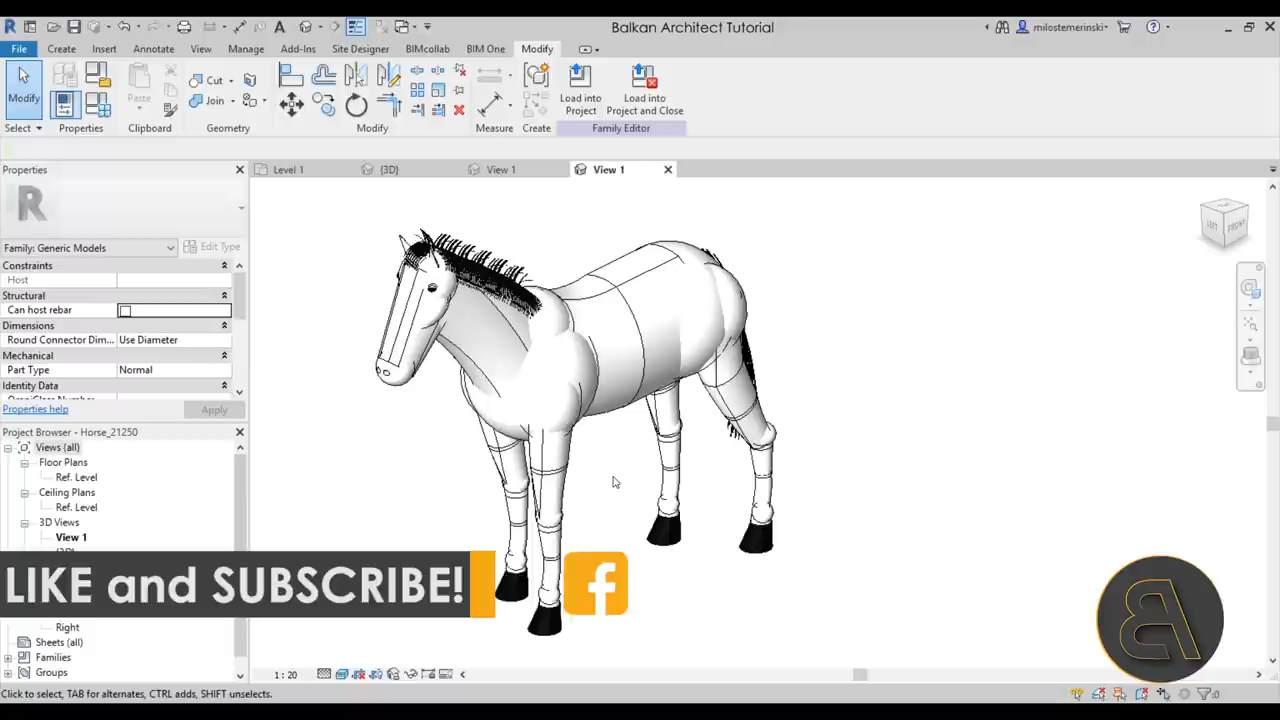 Balkan Architect Tutorial
milostemerinski
File Create Insert Annotate View Manage Add-Ins Site Designer BIMcollab BIM One Modify
Modify
Cut
Join
Paste
Load into
Project
Load into
Project and Close
Select Properties Clipboard Geometry Modify Measure Create Family Editor
Properties
Level 1 {3D} View 1 View 1
LEFT FRONT
Family: Generic Models Edit Type
Constraints
Host
Structural
Can host rebar
Dimensions
Round Connector Dim... Use Diameter
Mechanical
Part Type Normal
Identity Data
Properties help Apply
Project Browser - Horse_21250
Views (all)
Floor Plans
Ref. Level
Ceiling Plans
Ref. Level
3D Views
View 1
LIKE and SUBSCRIBE!
Right
Sheets (all)
Families
Groups
1 : 20
Click to select, TAB for alternates, CTRL adds, SHIFT unselects.
:0